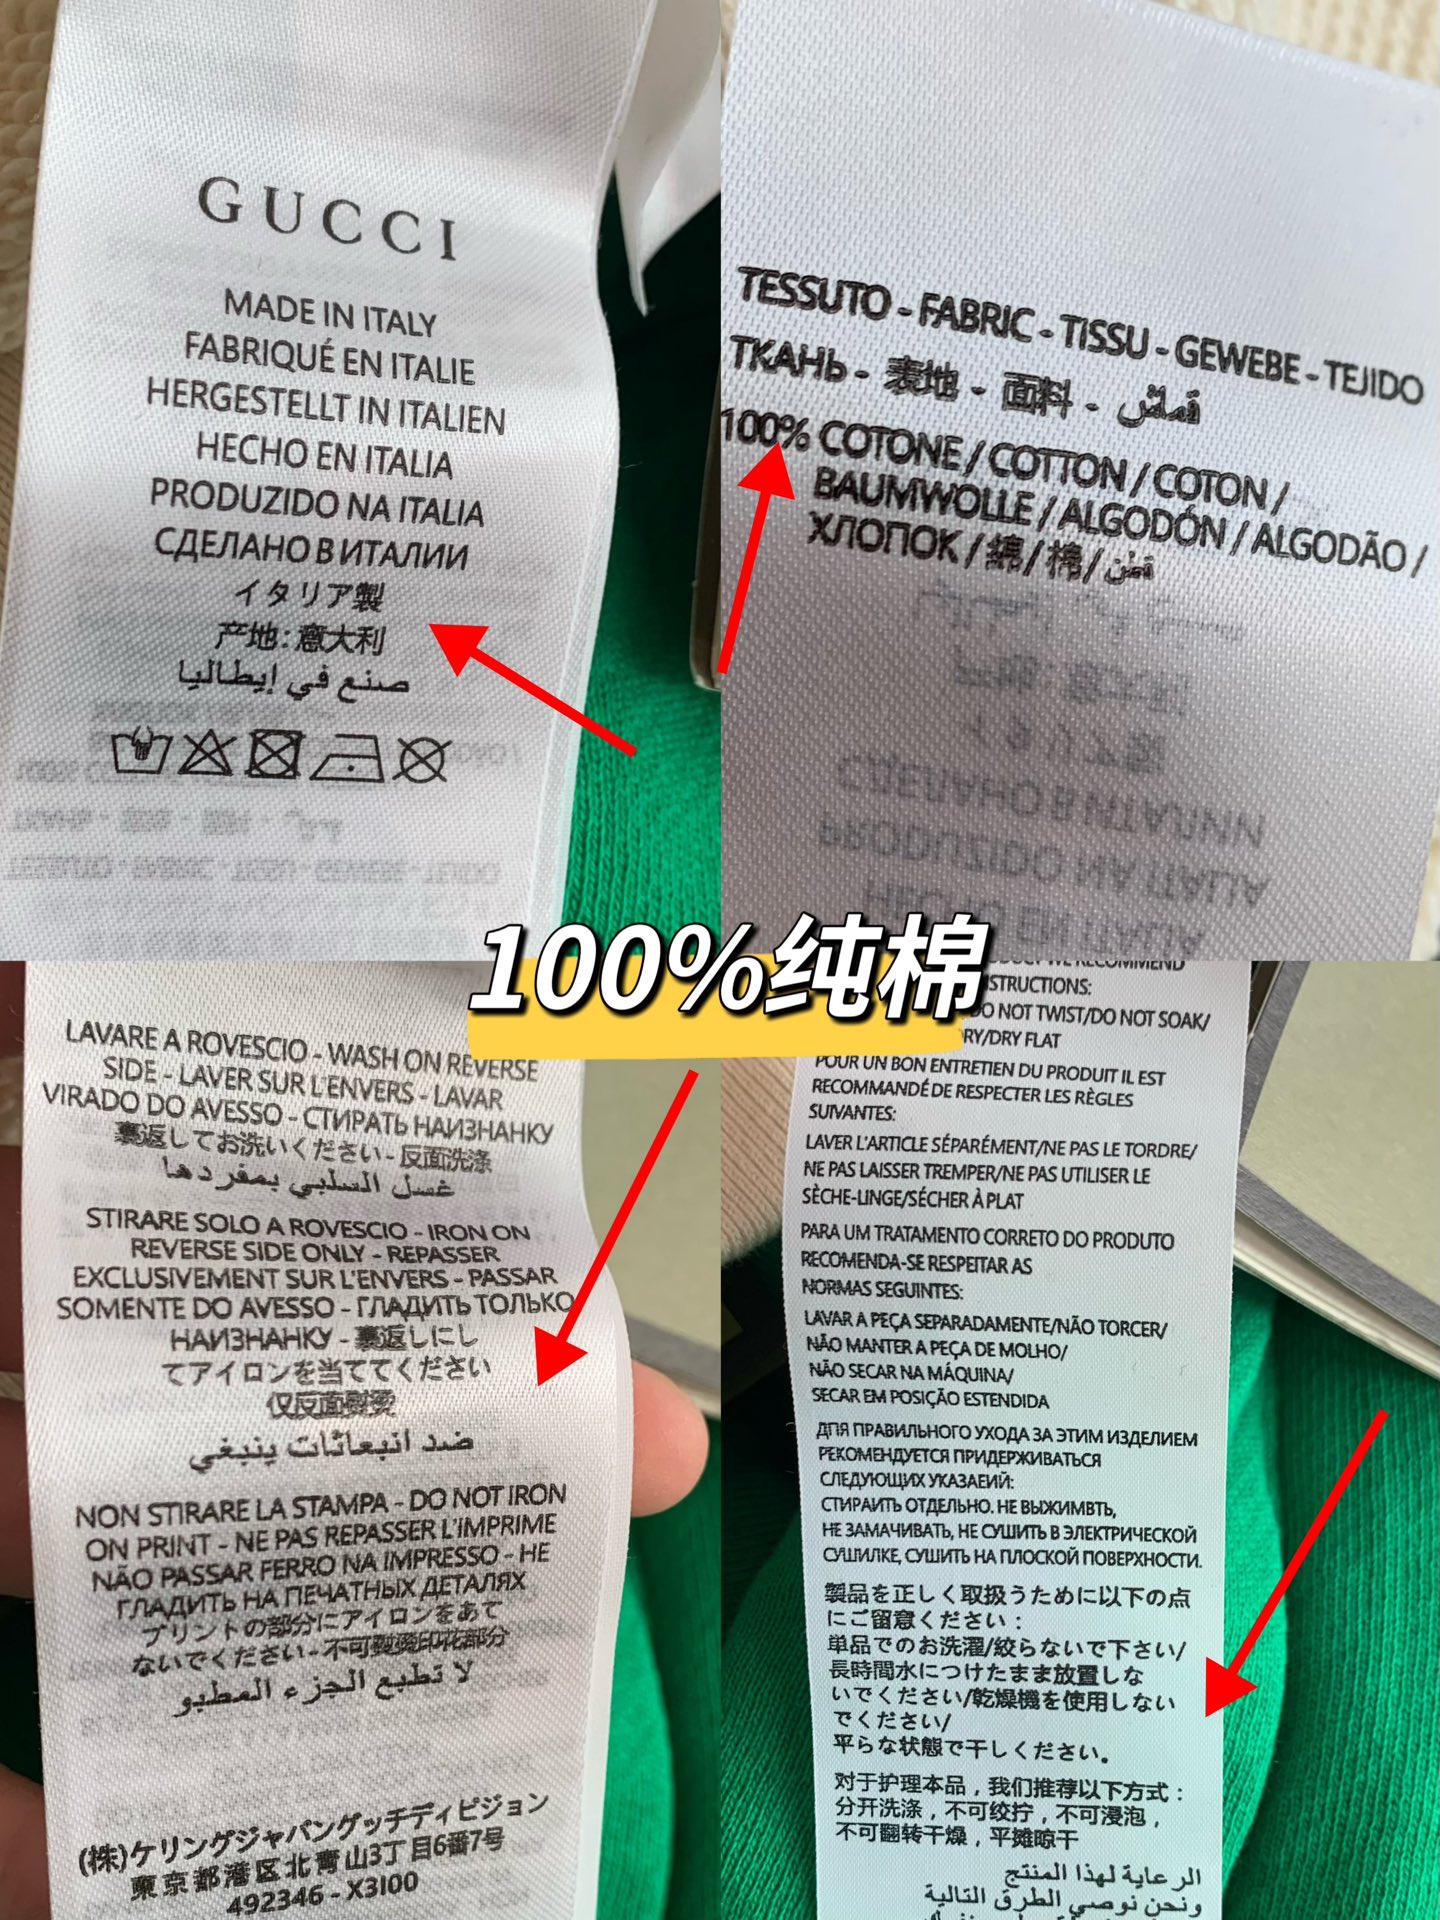 GUCCI
MADE IN ITALY
FABRIQUÉ EN ITALIE
HERGESTELLT IN ITALIEN
HECHO EN ITALIA
PRODUZIDO NA ITALIA
СДЕЛАНО В ИТАЛИИ
イタリア製
产地:意大利
صنع في إيطاليا
TESSUTO - FABRIC - TISSU - GEWEBE - TEJIDO
ТКАНЬ - 表地 - 面料 - قماش
100% COTONE / COTTON / COTON /
BAUMWOLLE / ALGODÓN / ALGODÃO /
ХЛОПОК / 綿 / 棉 / قطن
100%纯棉
LAVARE A ROVESCIO - WASH ON REVERSE
SIDE - LAVER SUR L'ENVERS - LAVAR
VIRADO DO AVESSO - СТИРАТЬ НАИЗНАНКУ
裏返してお洗いください - 反面洗涤
غسل السلبي بمفردها
STIRARE SOLO A ROVESCIO - IRON ON
REVERSE SIDE ONLY - REPASSER
EXCLUSIVEMENT SUR L'ENVERS - PASSAR
SOMENTE DO AVESSO - ГЛАДИТЬ ТОЛЬКО
НАИЗНАНКУ - 裏返しにし
てアイロンを当ててください
仅反面熨烫
ضد انبعاثات ينبغي
NON STIRARE LA STAMPA - DO NOT IRON
ON PRINT - NE PAS REPASSER L'IMPRIME
NÃO PASSAR FERRO NA IMPRESSO - НЕ
ГЛАДИТЬ НА ПЕЧАТНЫХ ДЕТАЛЯХ
プリントの部分にアイロンをあて
ないでください - 不可熨烫印花部分
لا تطبع الجزء المطبو
(株)ケリングジャパングッチディビジョン
東京都港区北青山3丁目6番7号
492346 - X3I00
WE RECOMMEND
STRUCTIONS:
DO NOT TWIST/DO NOT SOAK/
RY/DRY FLAT
POUR UN BON ENTRETIEN DU PRODUIT IL EST
RECOMMANDÉ DE RESPECTER LES RÈGLES
SUIVANTES:
LAVER L'ARTICLE SÉPARÉMENT/NE PAS LE TORDRE/
NE PAS LAISSER TREMPER/NE PAS UTILISER LE
SÈCHE-LINGE/SÉCHER À PLAT
PARA UM TRATAMENTO CORRETO DO PRODUTO
RECOMENDA-SE RESPEITAR AS
NORMAS SEGUINTES:
LAVAR A PEÇA SEPARADAMENTE/NÃO TORCER/
NÃO MANTER A PEÇA DE MOLHO/
NÃO SECAR NA MÁQUINA/
SECAR EM POSIÇÃO ESTENDIDA
ДПЯ ПРАВИЛЬНОГО УХОДА ЗА ЭТИМ ИЗДЕЛИЕМ
РЕКОМЕНДУЕТСЯ ПРИДЕРЖИВАТЬСЯ
СЛЕДУЮЩИХ УКАЗАЕИЙ:
СТИРАИТЬ ОТДЕЛЬНО. НЕ ВЫЖИМВТЬ,
НЕ ЗАМАЧИВАТЬ, НЕ СУШИТЬ В ЭЛЕКТРИЧЕСКОЙ
СУШИЛКЕ, СУШИТЬ НА ПЛОСКОЙ ПОВЕРХНОСТИ.
製品を正しく取扱うために以下の点
にご留意ください：
単品でのお洗濯/絞らないで下さい/
長時間水につけたまま放置しな
いでください/乾燥機を使用しない
でください/
平らな状態で干しください。
对于护理本品，我们推荐以下方式：
分开洗涤，不可绞拧，不可浸泡，
不可翻转干燥，平摊晾干
الرعاية لهذا المنتج
ونحن نوصي الطرق التالية